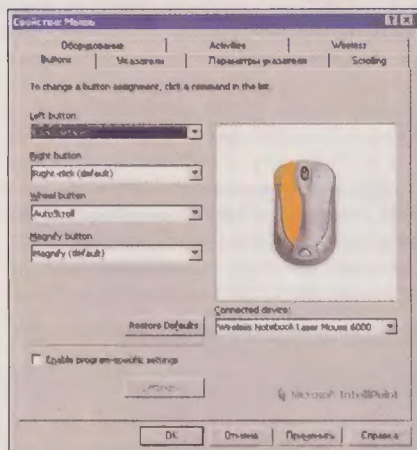 Свойства: Мышь
Оборудование Activities Wireless
Buttons Указатели Параметры указателя Scrolling
To change a button assignment, click a command in the list.
Left button
Right button
Right-click (default)
Wheel button
AutoScroll
Magnify button
Magnify (default)
Restore Defaults
Connected device:
Wireless Notebook Laser Mouse 6000
Enable program-specific settings
Settings...
Microsoft IntelliPoint
OK Отмена Применить Справка